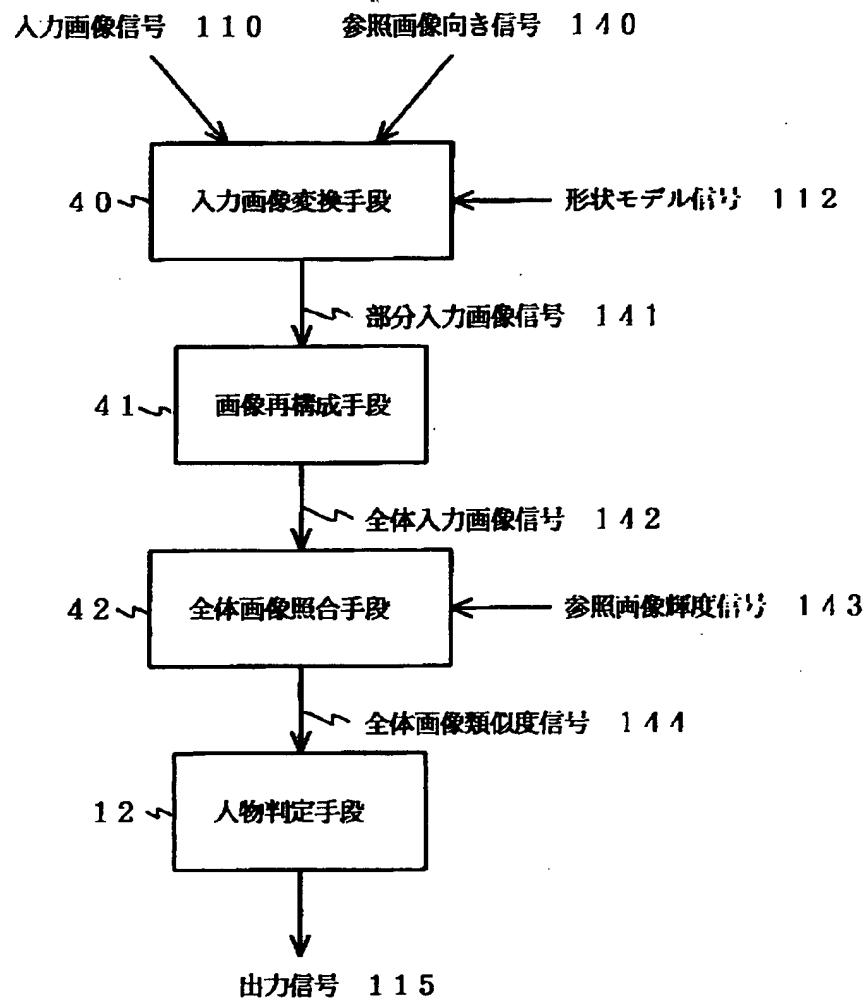 入力画像信号 110 参照画像向き信号 140
40 入力画像変換手段 形状モデル信号 112
部分入力画像信号 141
41 画像再構成手段
全体入力画像信号 142
42 全体画像照合手段 参照画像輝度信号 143
全体画像類似度信号 144
12 人物判定手段
出力信号 115